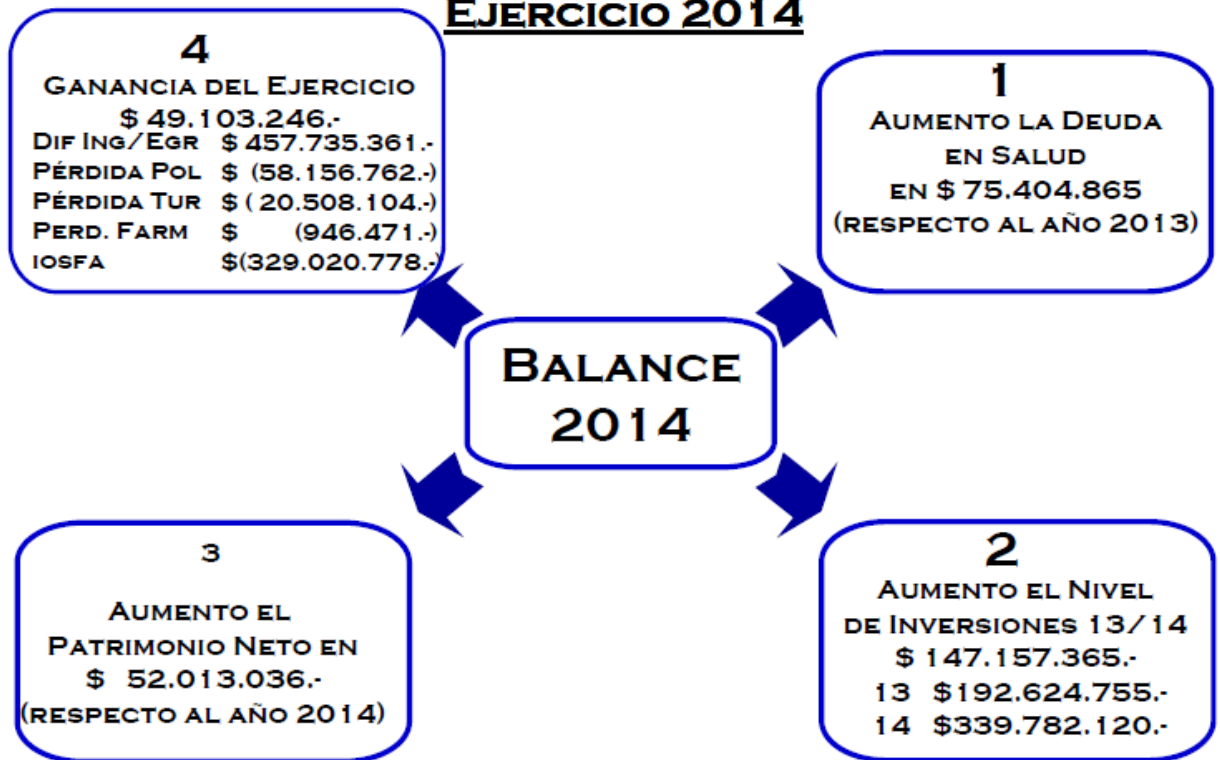 EJERCICIO 2014
4
GANANCIA DEL EJERCICIO
$ 49.103.246.-
DIF ING/EGR $ 457.735.361.-
PÉRDIDA POL $ (58.156.762.-)
PÉRDIDA TUR $ ( 20.508.104.-)
PERD. FARM $ (946.471.-)
IOSFA $(329.020.778.-)
1
AUMENTO LA DEUDA
EN SALUD
EN $ 75.404.865
(RESPECTO AL AÑO 2013)
BALANCE
2014
3
AUMENTO EL
PATRIMONIO NETO EN
$ 52.013.036.-
(RESPECTO AL AÑO 2014)
2
AUMENTO EL NIVEL
DE INVERSIONES 13/14
$ 147.157.365.-
13 $192.624.755.-
14 $339.782.120.-